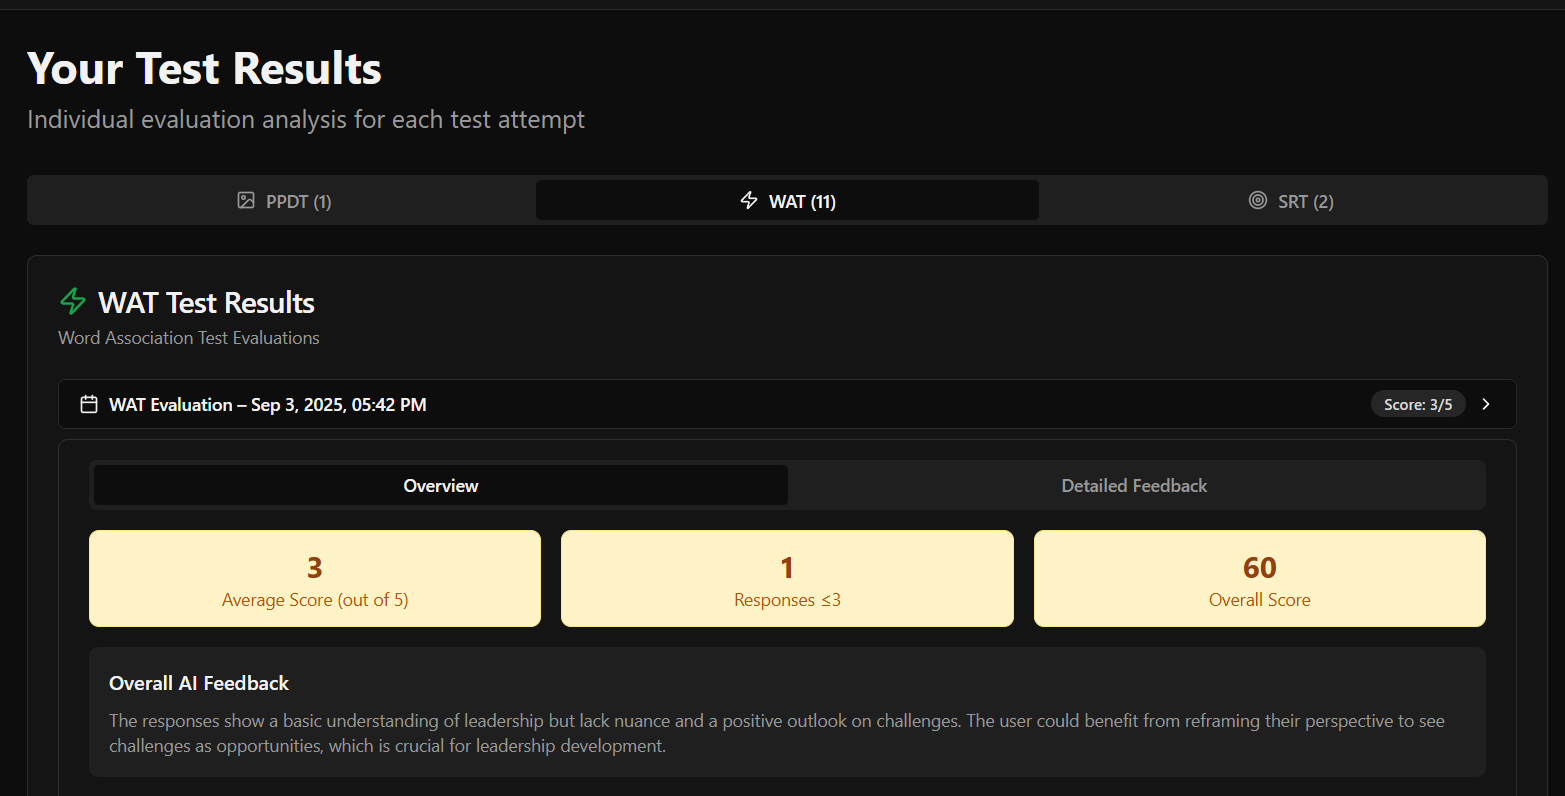 Your Test Results
Individual evaluation analysis for each test attempt
PPDT (1)
WAT (11)
SRT (2)
WAT Test Results
Word Association Test Evaluations
WAT Evaluation – Sep 3, 2025, 05:42 PM
Score: 3/5
Overview
Detailed Feedback
3
Average Score (out of 5)
1
Responses ≤3
60
Overall Score
Overall AI Feedback
The responses show a basic understanding of leadership but lack nuance and a positive outlook on challenges. The user could benefit from reframing their perspective to see
challenges as opportunities, which is crucial for leadership development.